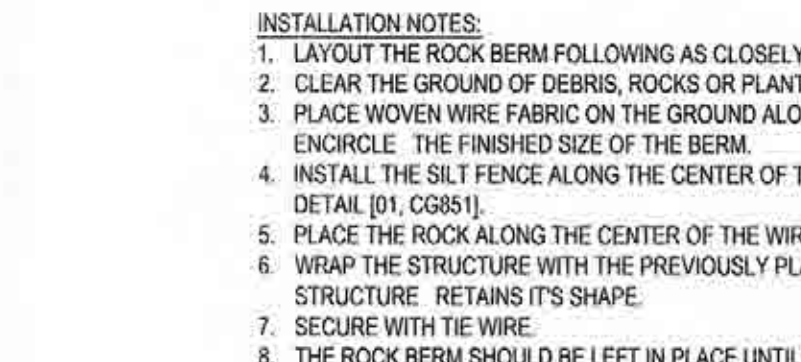 INSTALLATION NOTES:
1. LAYOUT THE ROCK BERM FOLLOWING AS CLOSELY
2. CLEAR THE GROUND OF DEBRIS, ROCKS OR PLANT
3. PLACE WOVEN WIRE FABRIC ON THE GROUND ALO
ENCIRCLE THE FINISHED SIZE OF THE BERM.
4. INSTALL THE SILT FENCE ALONG THE CENTER OF T
DETAIL [01, CG851].
5. PLACE THE ROCK ALONG THE CENTER OF THE WIR
6. WRAP THE STRUCTURE WITH THE PREVIOUSLY PL
STRUCTURE RETAINS IT'S SHAPE.
7. SECURE WITH TIE WIRE.
8. THE ROCK BERM SHOULD BE LEFT IN PLACE UNTIL